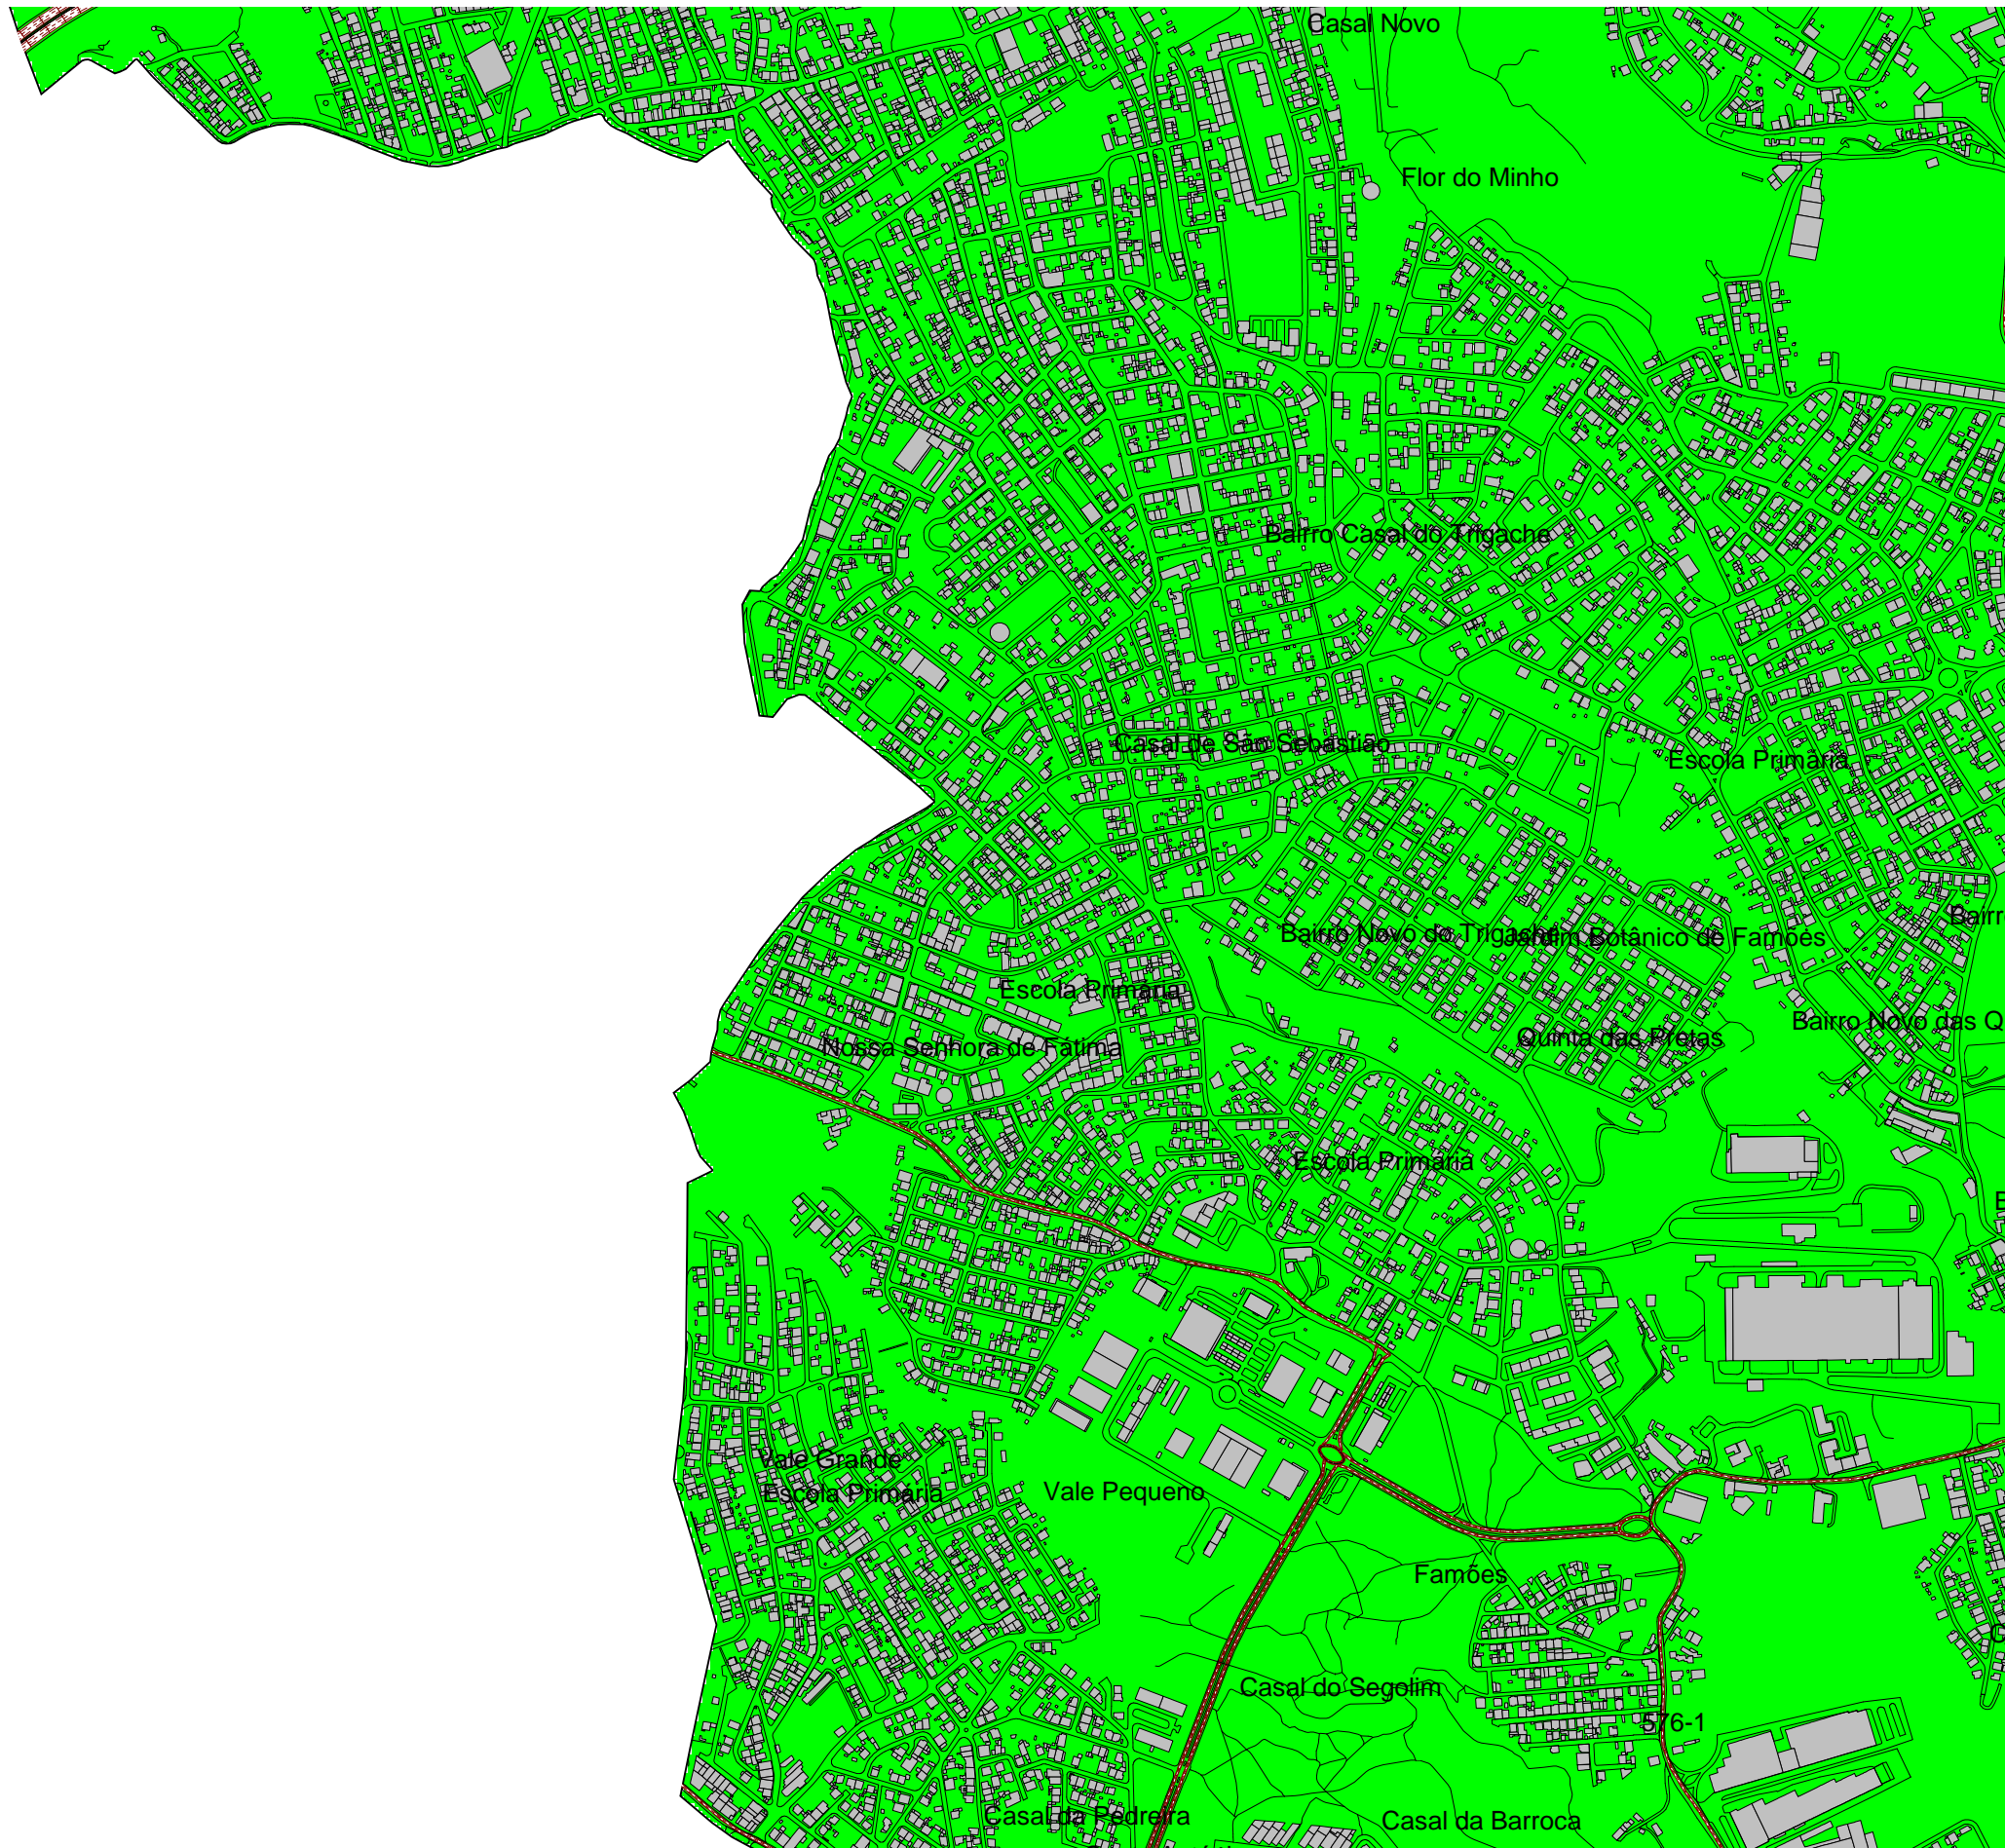 Casal Novo
Flor do Minho
Bairro Casal do Trigache
Casal de São Sebastião
Escola Primária
Bairr
Bairro Novo do Trigache
Jardim Botânico de Famões
Escola Primária
Bairro Novo das Q
Quinta das Pretas
Nossa Senhora de Fátima
Escola Primária
E
Vale Grande
Escola Primária
Vale Pequeno
Famões
G
Casal do Segolim
576-1
Casal da Pedreira
Casal da Barroca